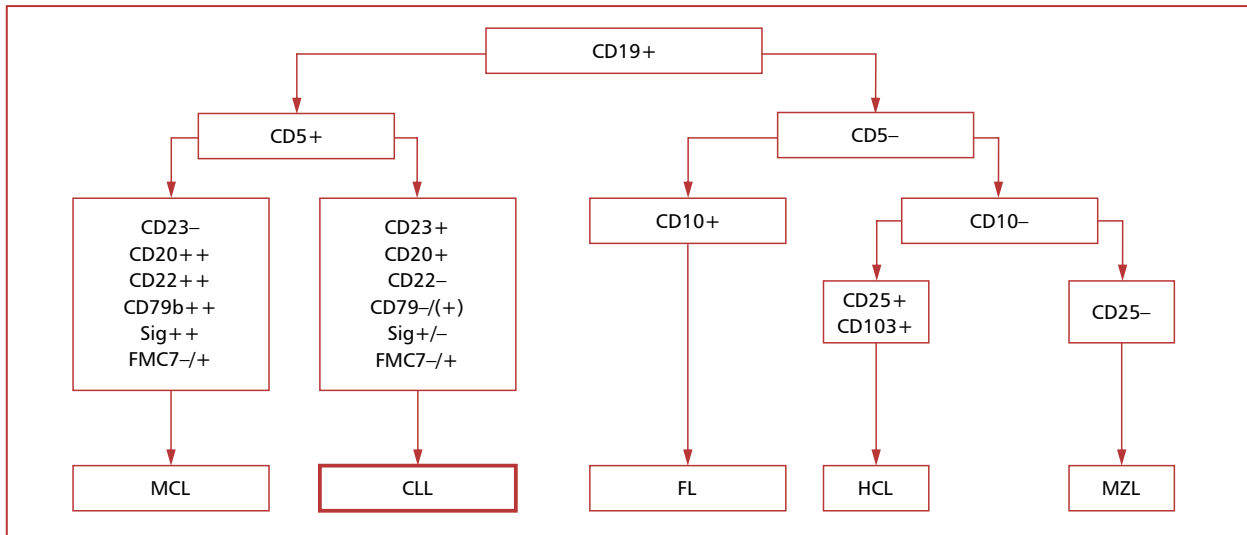 CD19+
CD5+
CD5–
CD23–
CD20++
CD22++
CD79b++
Sig++
FMC7–/+
CD23+
CD20+
CD22–
CD79–/(+)
Sig+/–
FMC7–/+
CD10+
CD10–
CD25+
CD103+
CD25–
MCL
CLL
FL
HCL
MZL